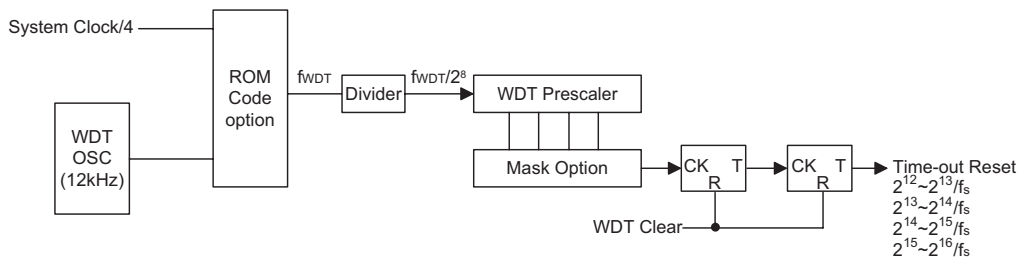 System Clock/4
ROM
Code
option
fWDT
Divider
fWDT/2⁸
WDT Prescaler
WDT
OSC
(12kHz)
Mask Option
CK T
R
CK T
R
WDT Clear
Time-out Reset
2¹²~2¹³/fs
2¹³~2¹⁴/fs
2¹⁴~2¹⁵/fs
2¹⁵~2¹⁶/fs